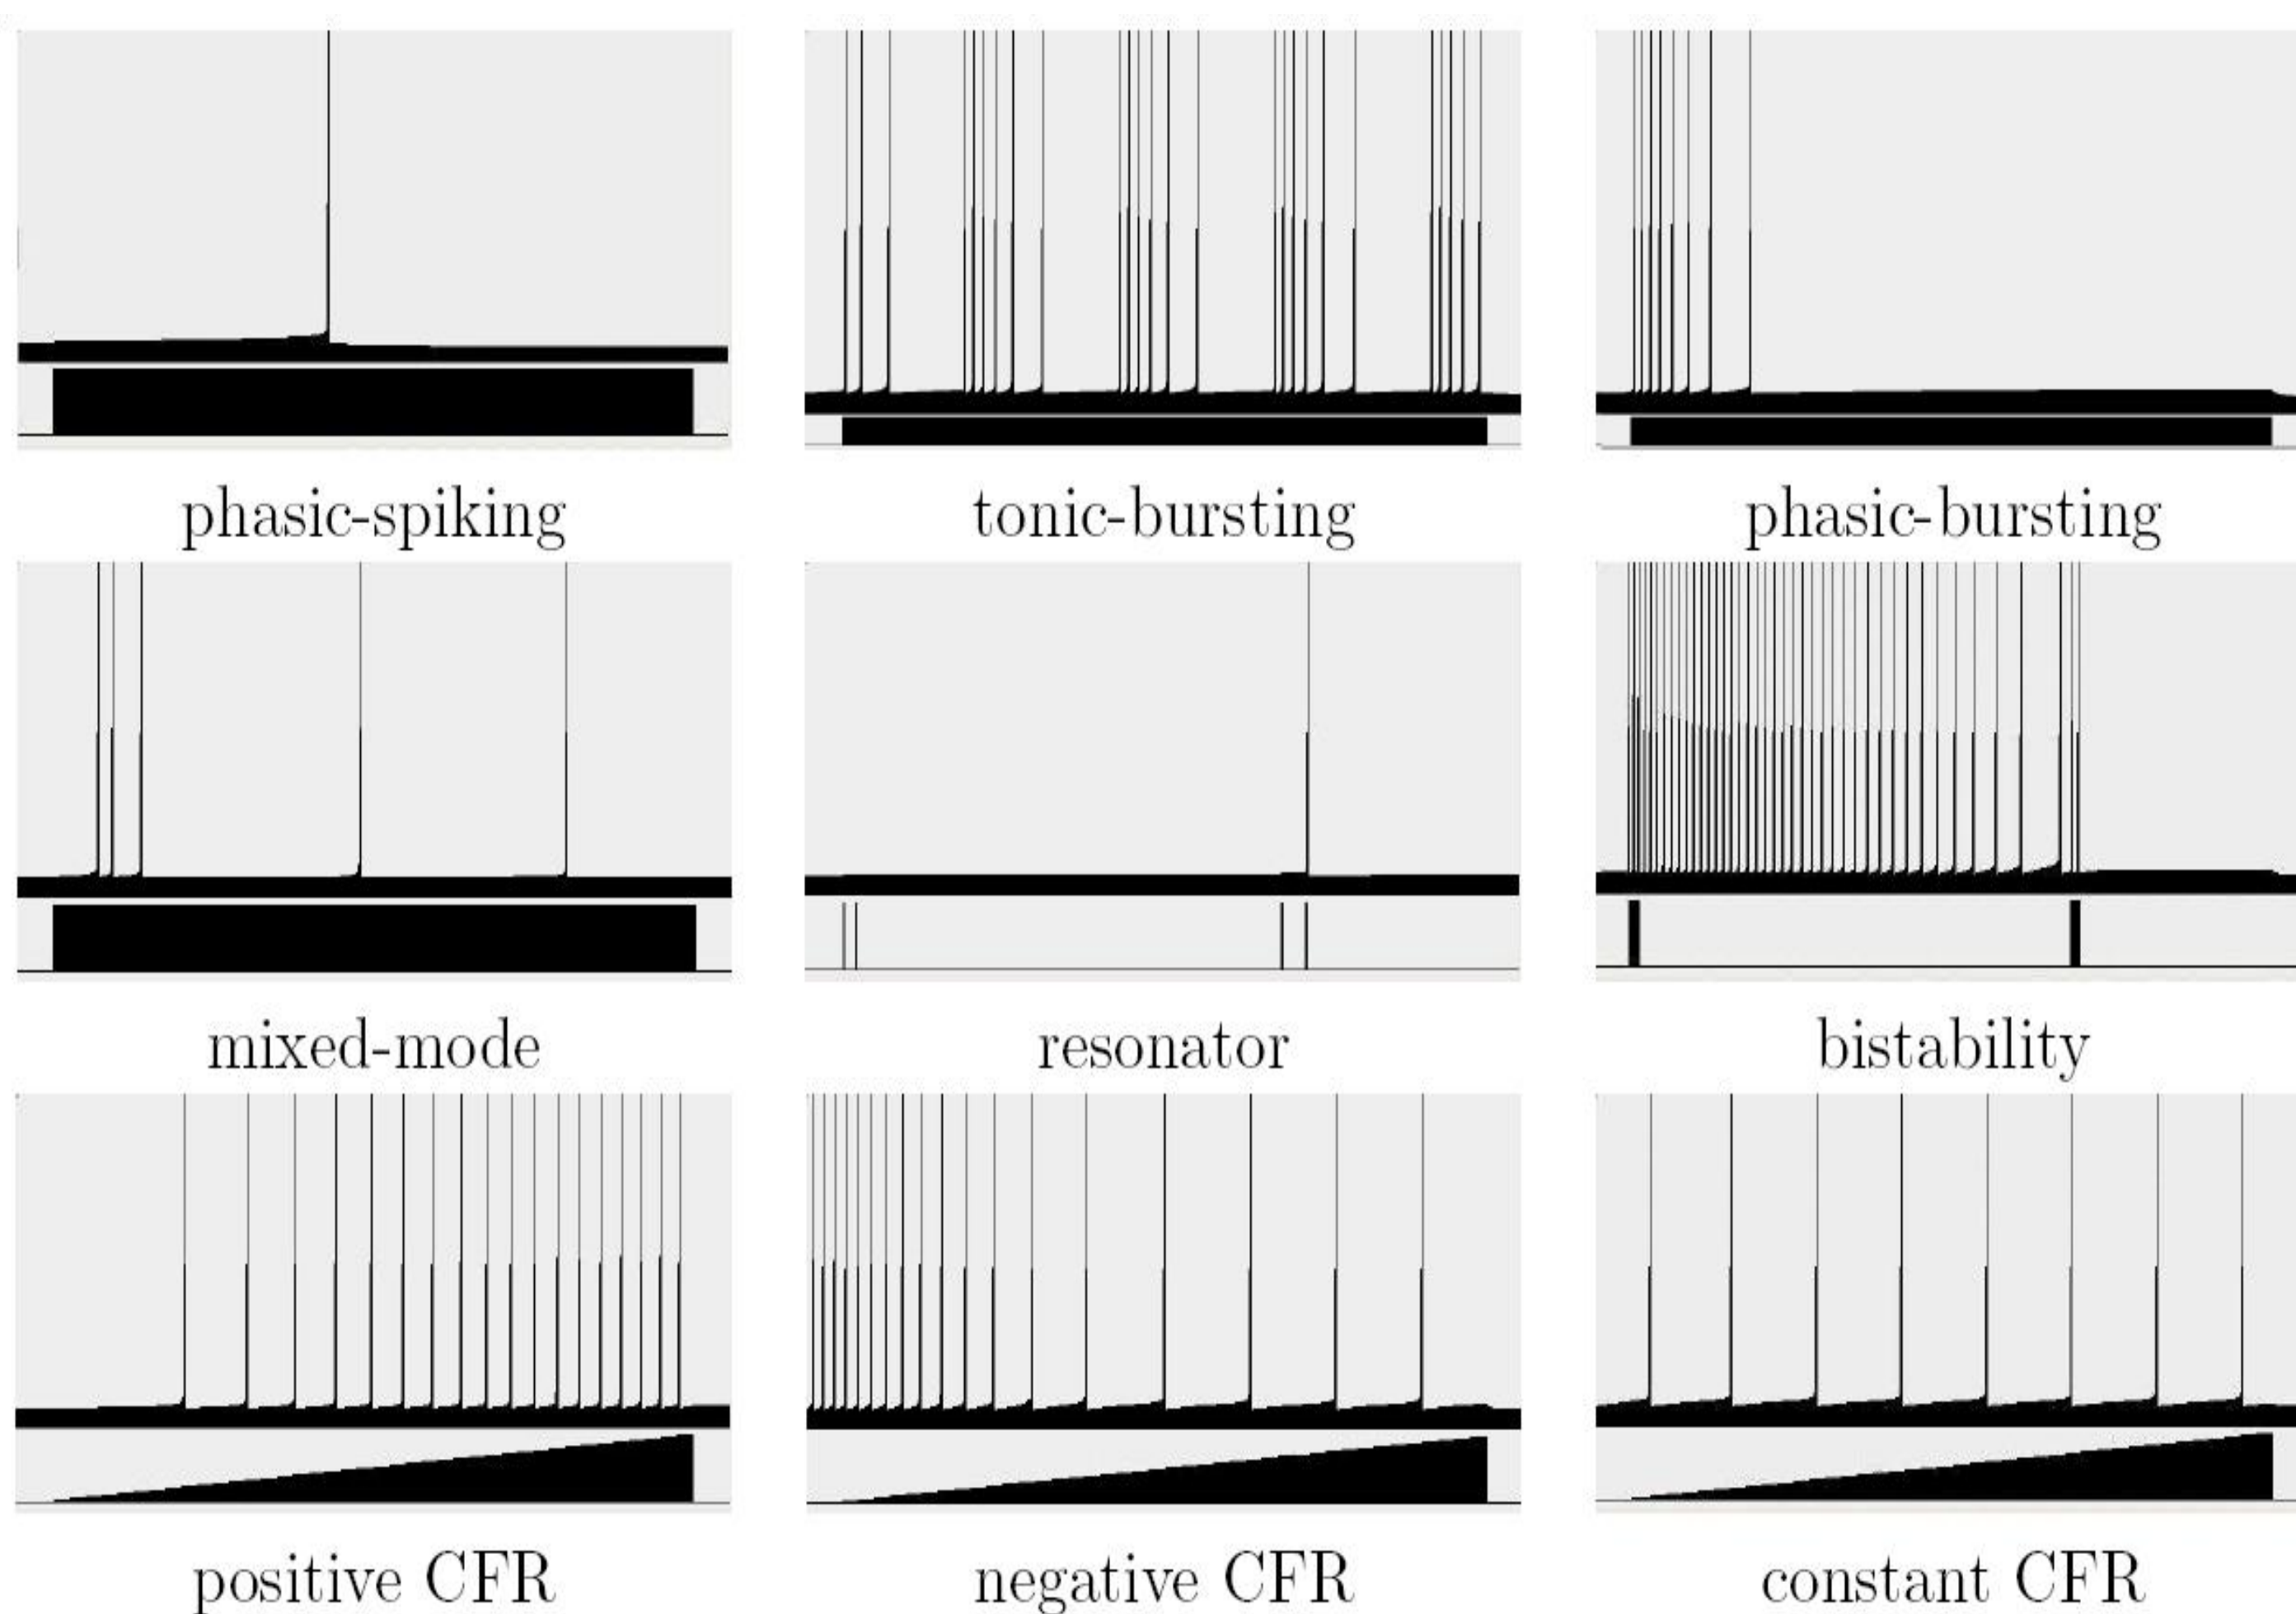 phasic-spiking tonic-bursting phasic-bursting
mixed-mode resonator bistability
positive CFR negative CFR constant CFR